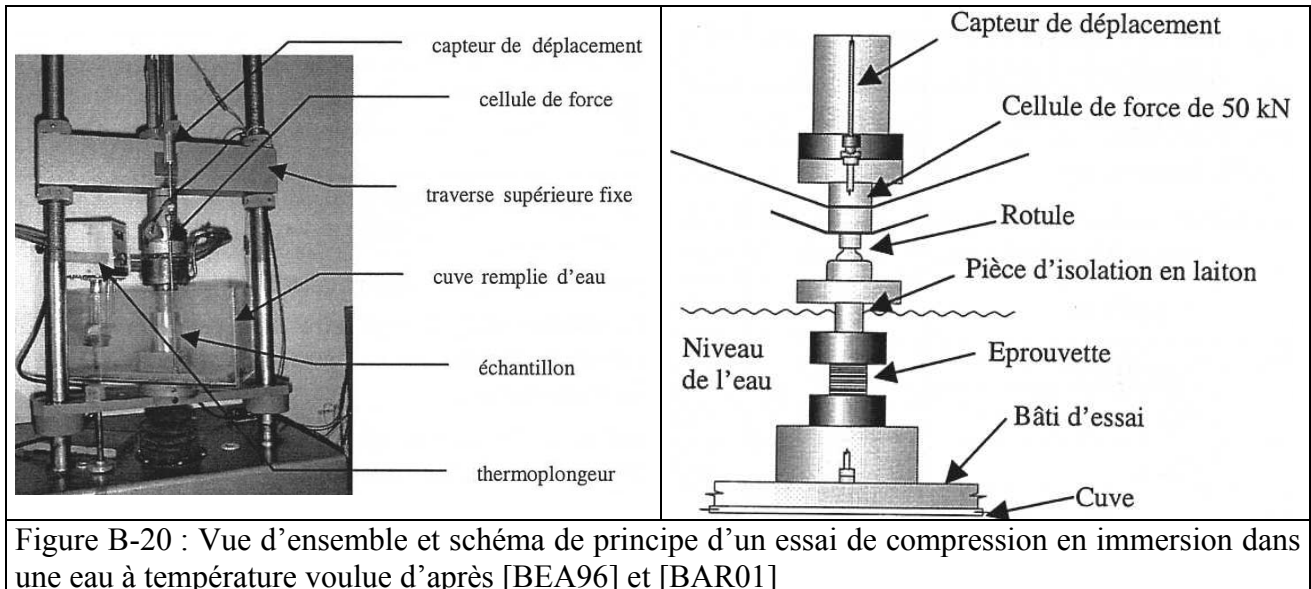 capteur de déplacement
cellule de force
traverse supérieure fixe
cuve remplie d'eau
échantillon
thermoplongeur
Capteur de déplacement
Cellule de force de 50 kN
Rotule
Pièce d'isolation en laiton
Niveau
de l'eau
Eprouvette
Bâti d'essai
Cuve
Figure B-20 : Vue d'ensemble et schéma de principe d'un essai de compression en immersion dans
une eau à température voulue d'après [BEA96] et [BAR01]